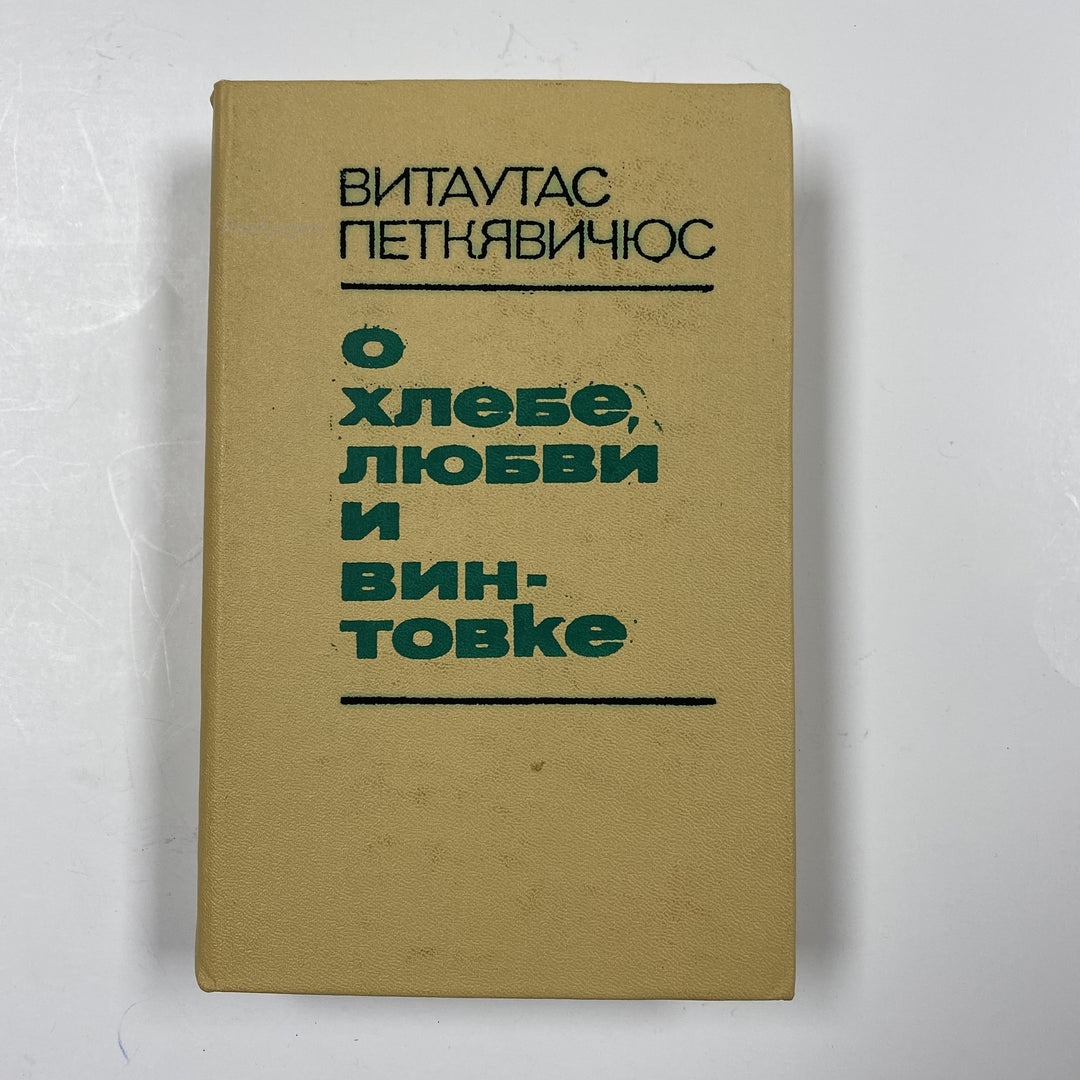 ВИТАУТАС
ПЕТКЯВИЧЮС
О
ХЛЕБЕ,
ЛЮБВИ
И
ВИН-
ТОВКЕ